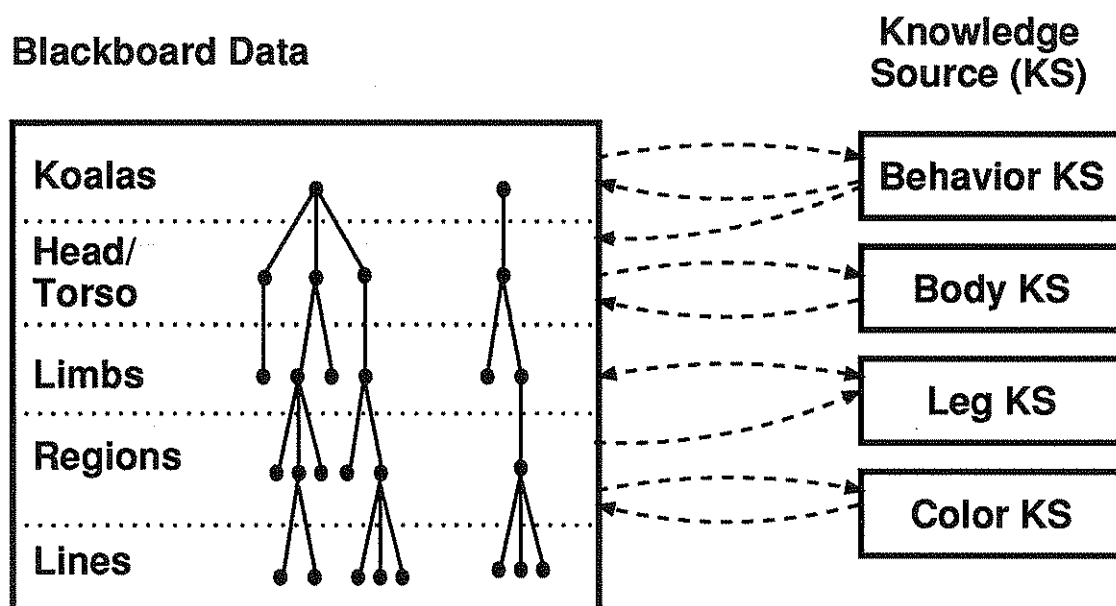 Blackboard Data
Knowledge
Source (KS)
Koalas
Head/
Torso
Limbs
Regions
Lines
Behavior KS
Body KS
Leg KS
Color KS